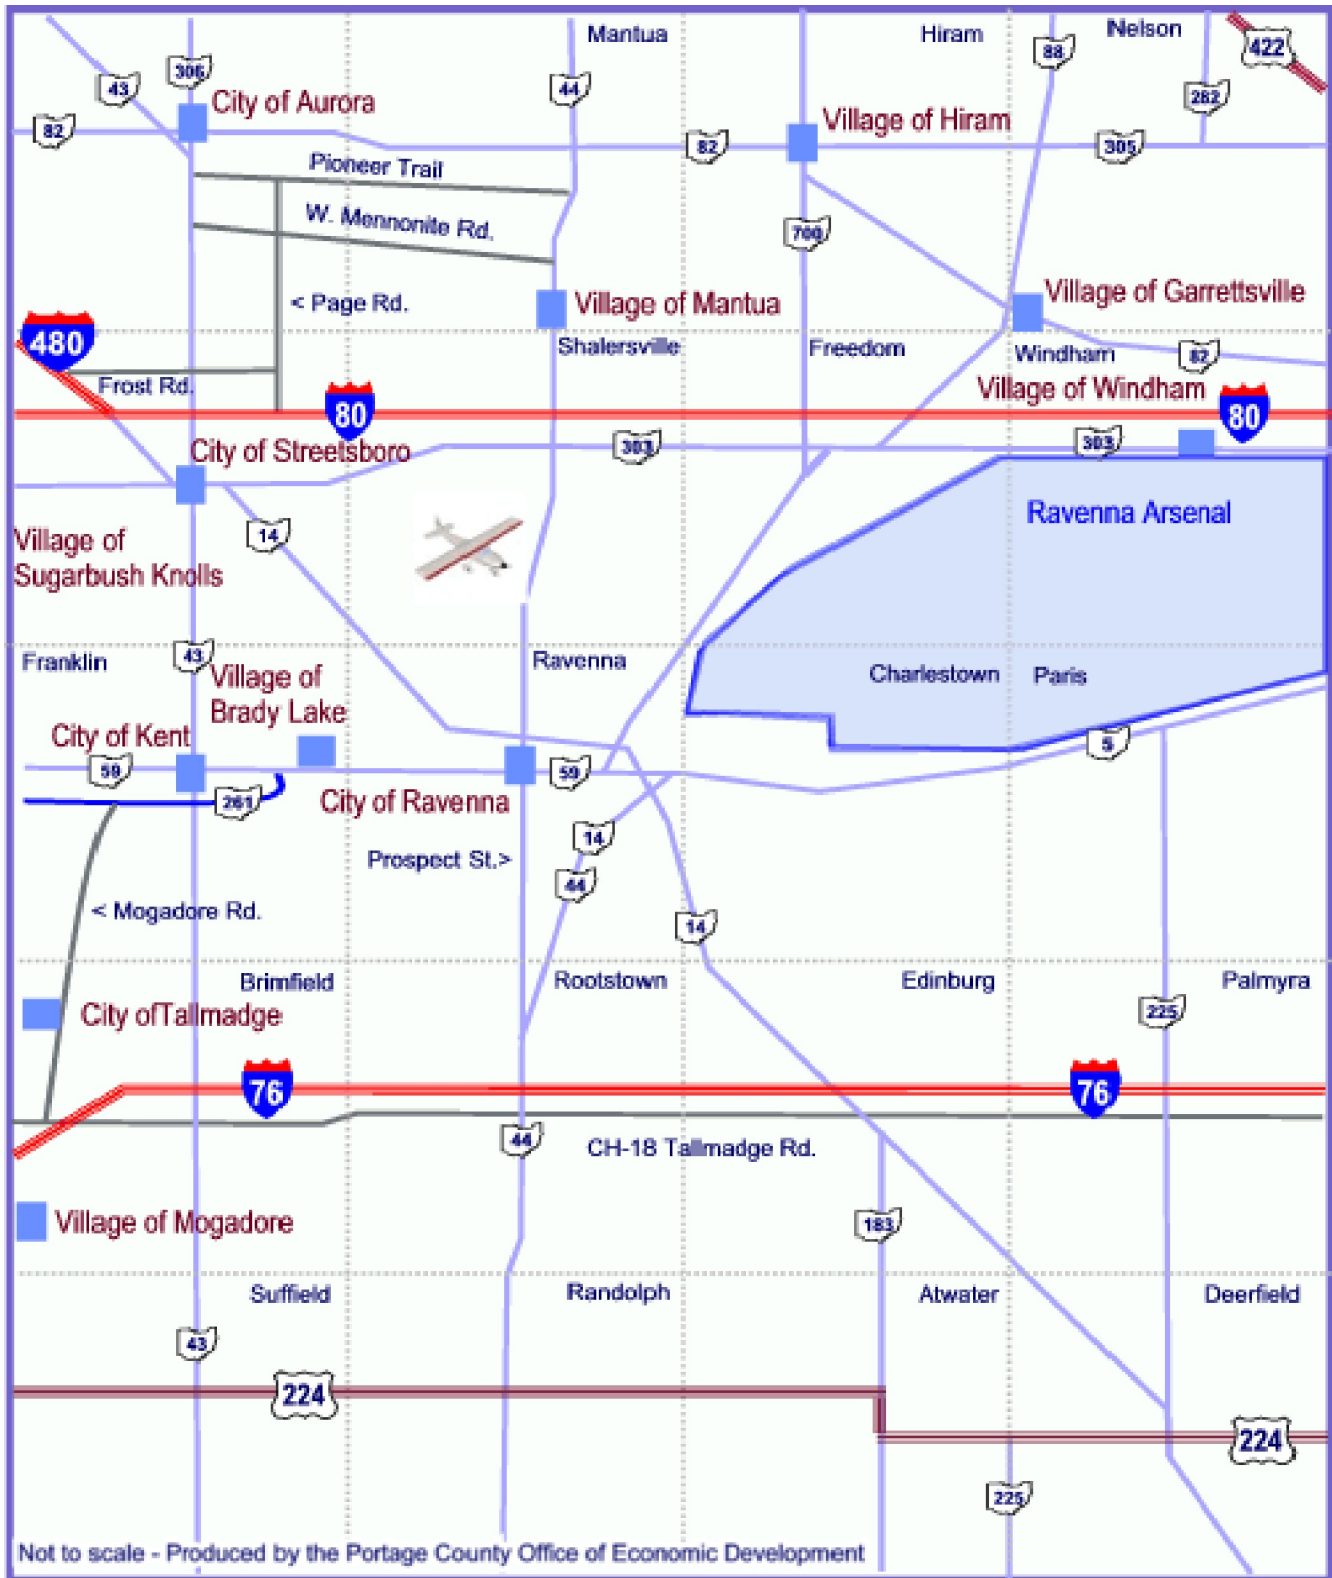 Mantua
Hiram
Nelson
422
43
306
44
88
282
City of Aurora
Village of Hiram
82
82
305
Pioneer Trail
W. Mennonite Rd.
700
< Page Rd.
Village of Mantua
Village of Garrettsville
480
Shalersville
Freedom
Windham
82
Frost Rd.
Village of Windham
80
80
City of Streetsboro
303
303
14
Ravenna Arsenal
Village of
Sugarbush Knolls
43
Franklin
Ravenna
Charlestown
Paris
Village of
Brady Lake
City of Kent
59
59
5
261
City of Ravenna
14
Prospect St.>
44
< Mogadore Rd.
14
Brimfield
Rootstown
Edinburg
Palmyra
City ofTallmadge
225
76
76
44
CH-18 Tallmadge Rd.
Village of Mogadore
183
Suffield
Randolph
Atwater
Deerfield
43
224
224
225
Not to scale - Produced by the Portage County Office of Economic Development